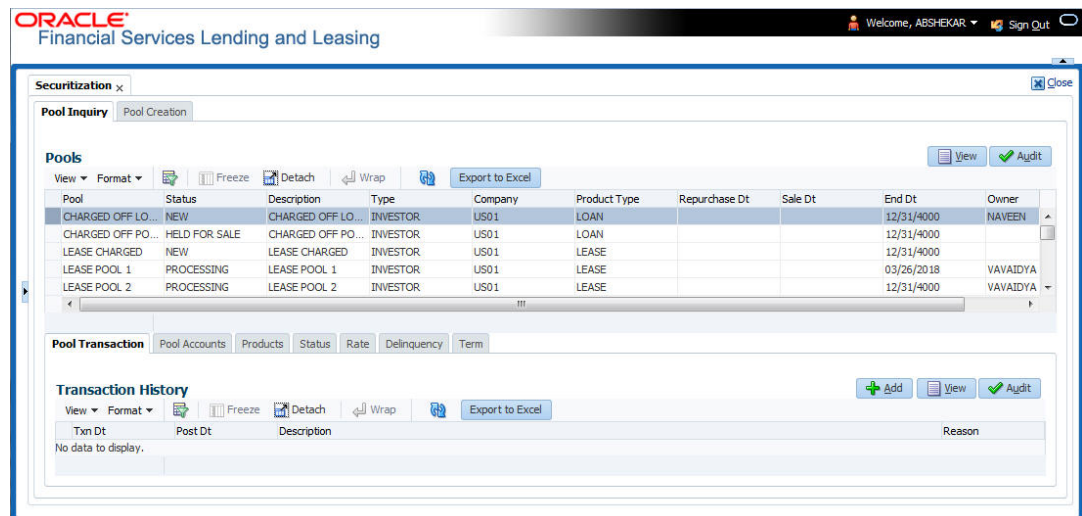 ORACLE
Financial Services Lending and Leasing
Welcome, ABSHEKAR
Sign Out
Securitization
Close
Pool Inquiry Pool Creation
Pools
View Audit
View Format Freeze Detach Wrap Export to Excel
Pool Status Description Type Company Product Type Repurchase Dt Sale Dt End Dt Owner
CHARGED OFF LO... NEW CHARGED OFF LO... INVESTOR US01 LOAN 12/31/4000 NAVEEN
CHARGED OFF PO... HELD FOR SALE CHARGED OFF PO... INVESTOR US01 LOAN 12/31/4000
LEASE CHARGED NEW LEASE CHARGED INVESTOR US01 LEASE 12/31/4000
LEASE POOL 1 PROCESSING LEASE POOL 1 INVESTOR US01 LEASE 03/26/2018 VAVAIDYA
LEASE POOL 2 PROCESSING LEASE POOL 2 INVESTOR US01 LEASE 12/31/4000 VAVAIDYA
Pool Transaction Pool Accounts Products Status Rate Delinquency Term
Transaction History
Add View Audit
View Format Freeze Detach Wrap Export to Excel
Txn Dt Post Dt Description Reason
No data to display.